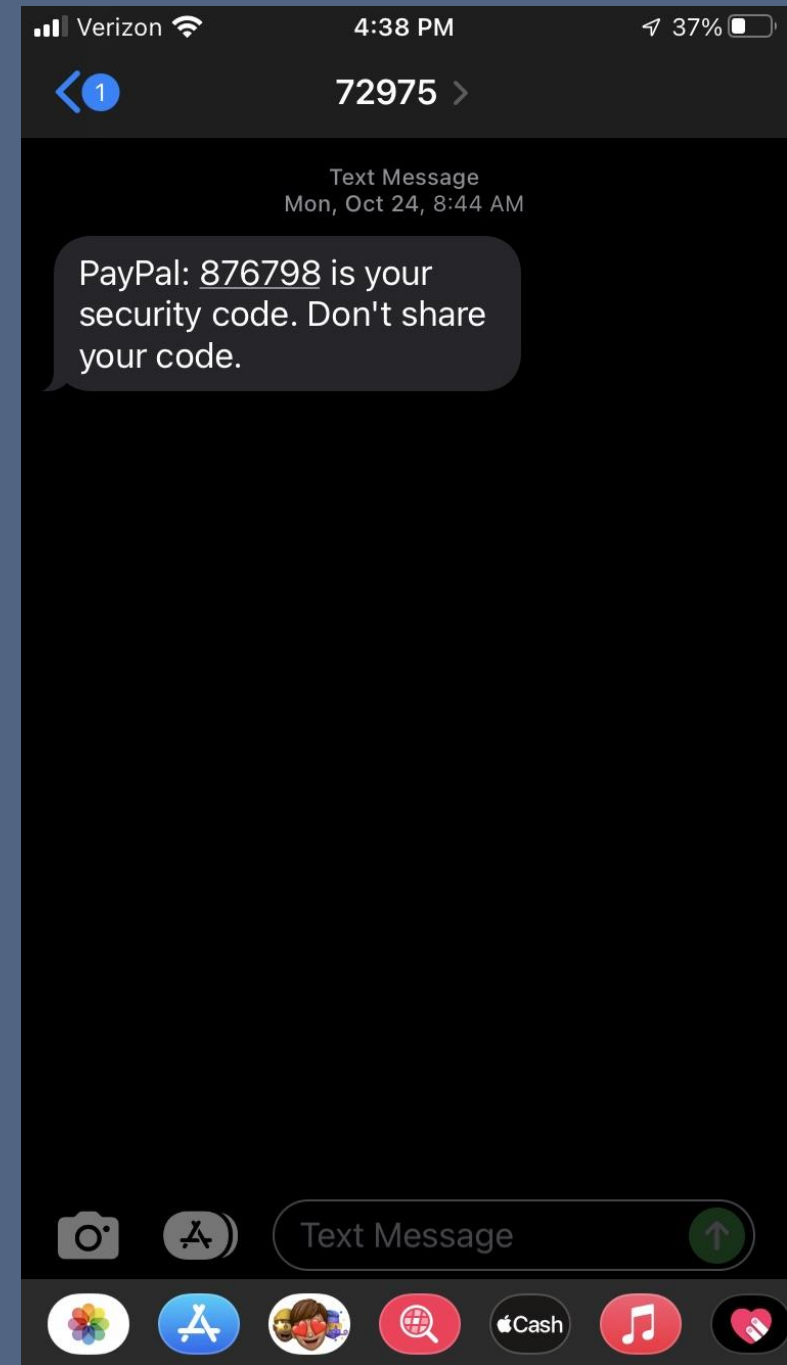 Verizon 4:38 PM 37%
1 72975
Text Message
Mon, Oct 24, 8:44 AM
PayPal: 876798 is your
security code. Don't share
your code.
Text Message
Cash